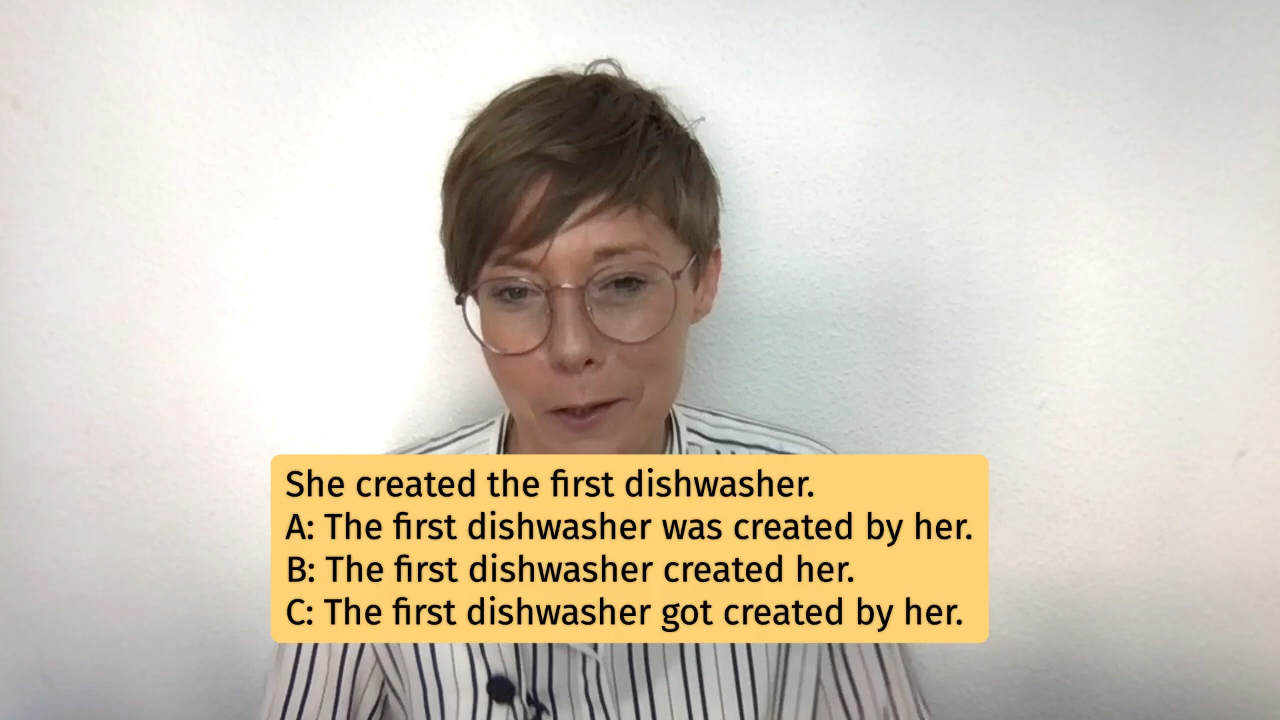 She created the first dishwasher.
A: The first dishwasher was created by her.
B: The first dishwasher created her.
C: The first dishwasher got created by her.